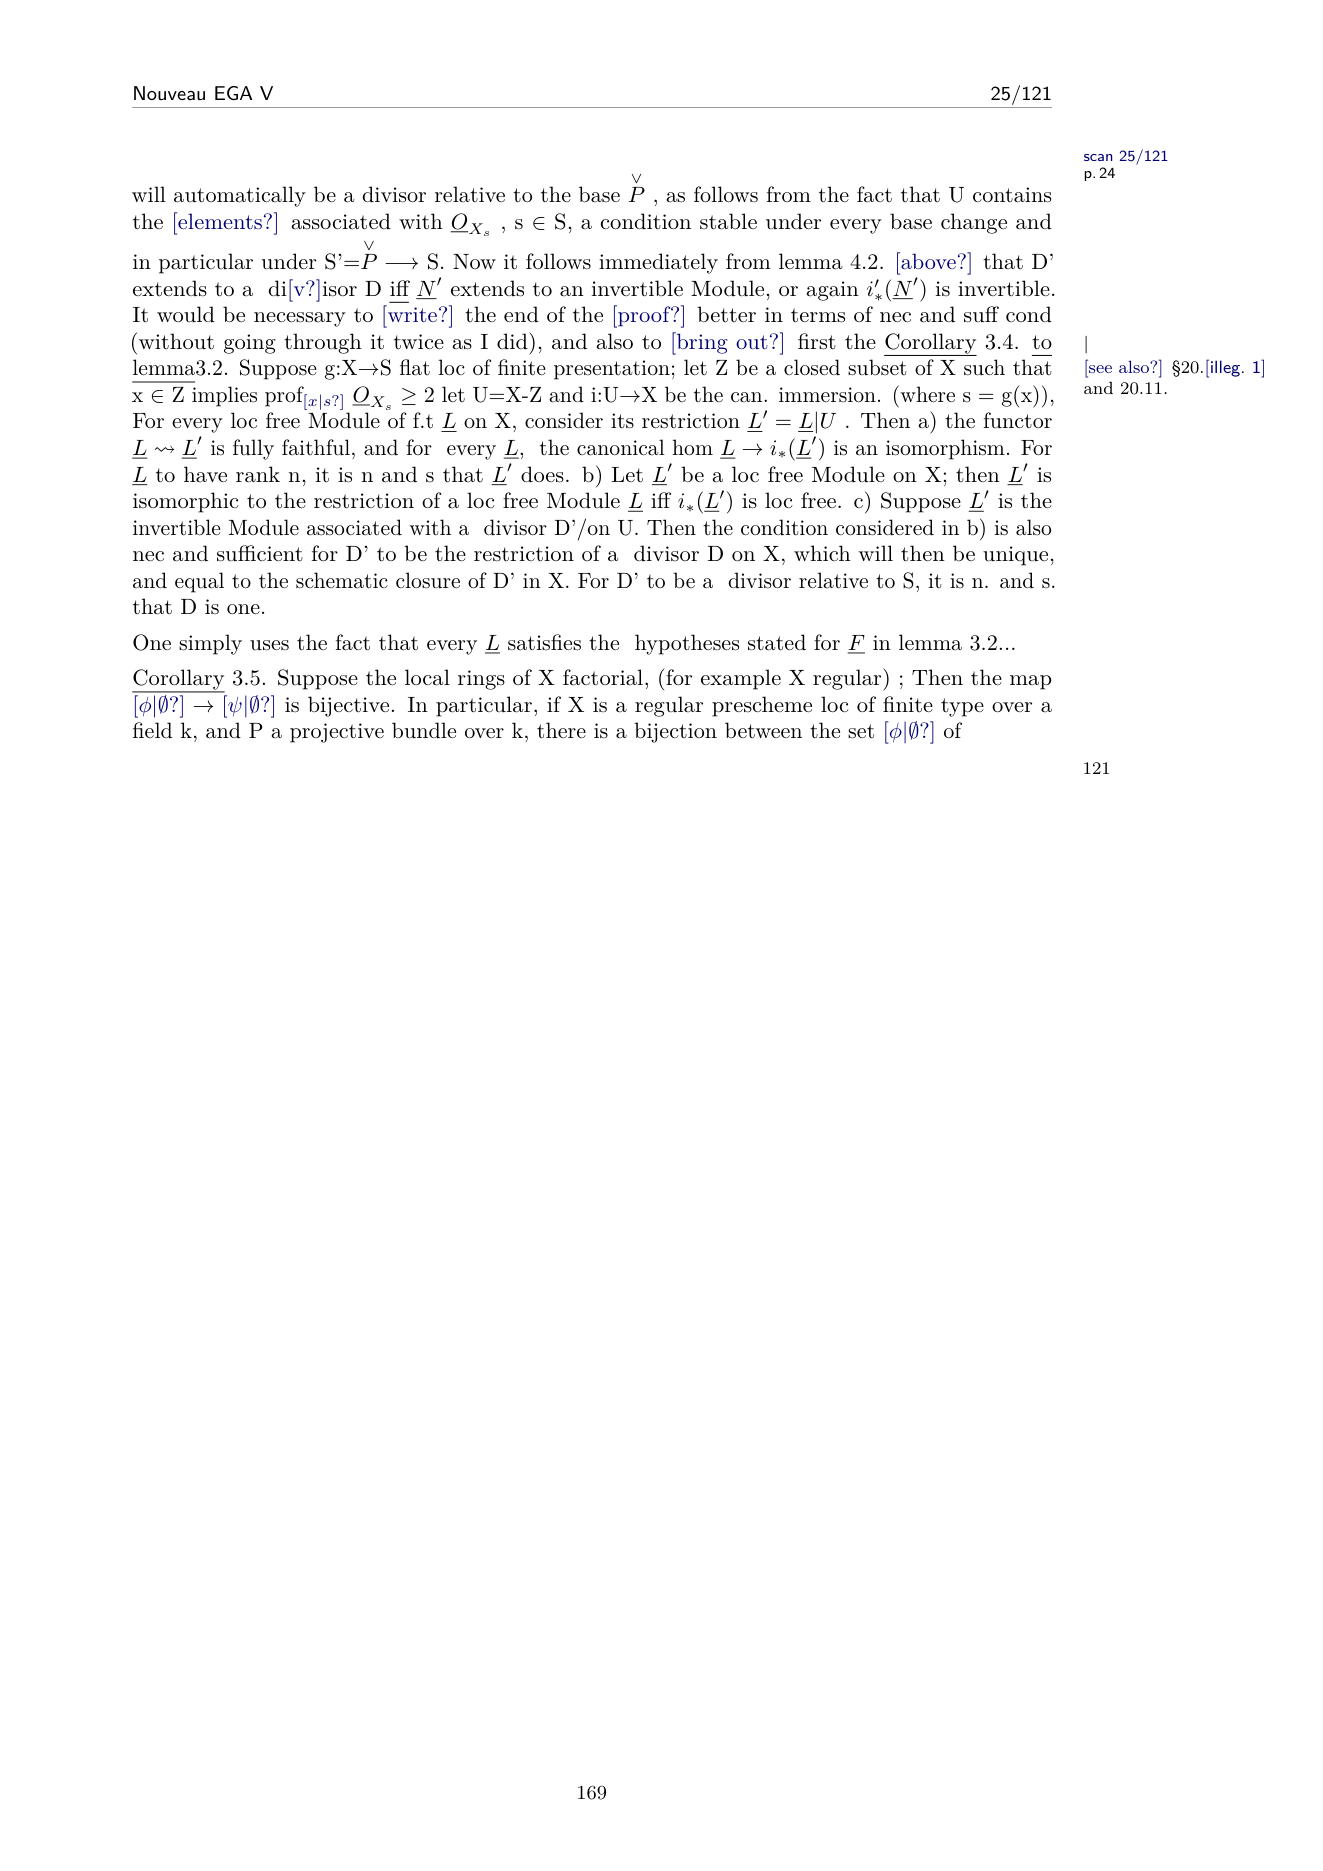 Nouveau EGA V 25/121
scan 25/121
p. 24
will automatically be a divisor relative to the base P̌ , as follows from the fact that U contains
the [elements?] associated with O_{X_s} , s ∈ S, a condition stable under every base change and
in particular under S'=P̌ ⟶ S. Now it follows immediately from lemma 4.2. [above?] that D'
extends to a di[v?]isor D iff N′ extends to an invertible Module, or again i′_*(N′) is invertible.
It would be necessary to [write?] the end of the [proof?] better in terms of nec and suff cond
(without going through it twice as I did), and also to [bring out?] first the Corollary 3.4. to
lemma3.2. Suppose g:X→S flat loc of finite presentation; let Z be a closed subset of X such that
x ∈ Z implies prof_{[x|s?]} O_{X_s} ≥ 2 let U=X-Z and i:U→X be the can. immersion. (where s = g(x)),
For every loc free Module of f.t L on X, consider its restriction L′ = L|U . Then a) the functor
L ⇝ L′ is fully faithful, and for every L, the canonical hom L → i_*(L′) is an isomorphism. For
L to have rank n, it is n and s that L′ does. b) Let L′ be a loc free Module on X; then L′ is
isomorphic to the restriction of a loc free Module L iff i_*(L′) is loc free. c) Suppose L′ is the
invertible Module associated with a divisor D'/on U. Then the condition considered in b) is also
nec and sufficient for D' to be the restriction of a divisor D on X, which will then be unique,
and equal to the schematic closure of D' in X. For D' to be a divisor relative to S, it is n. and s.
that D is one.
|
[see also?] §20.[illeg. 1]
and 20.11.
One simply uses the fact that every L satisfies the hypotheses stated for F in lemma 3.2...
Corollary 3.5. Suppose the local rings of X factorial, (for example X regular) ; Then the map
[ϕ|∅?] → [ψ|∅?] is bijective. In particular, if X is a regular prescheme loc of finite type over a
field k, and P a projective bundle over k, there is a bijection between the set [ϕ|∅?] of
121
169